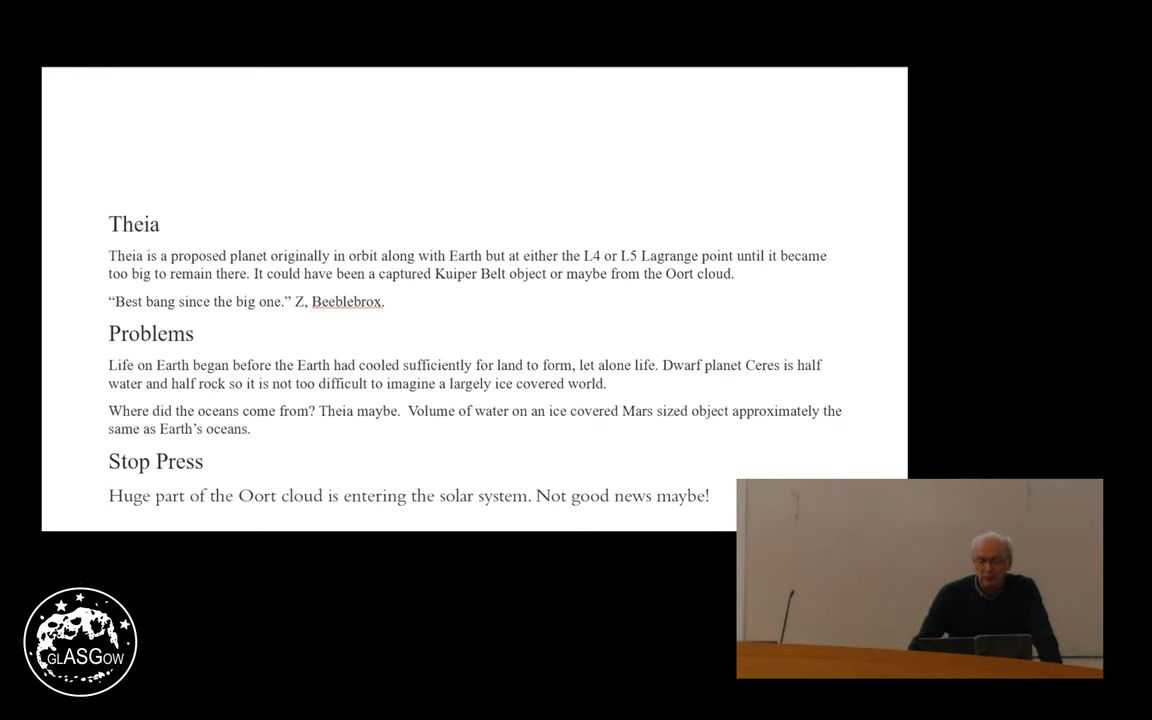 Theia
Theia is a proposed planet originally in orbit along with Earth but at either the L4 or L5 Lagrange point until it became
too big to remain there. It could have been a captured Kuiper Belt object or maybe from the Oort cloud.
“Best bang since the big one.” Z, Beeblebrox.
Problems
Life on Earth began before the Earth had cooled sufficiently for land to form, let alone life. Dwarf planet Ceres is half
water and half rock so it is not too difficult to imagine a largely ice covered world.
Where did the oceans come from? Theia maybe.  Volume of water on an ice covered Mars sized object approximately the
same as Earth’s oceans.
Stop Press
Huge part of the Oort cloud is entering the solar system. Not good news maybe!
GLASGOW